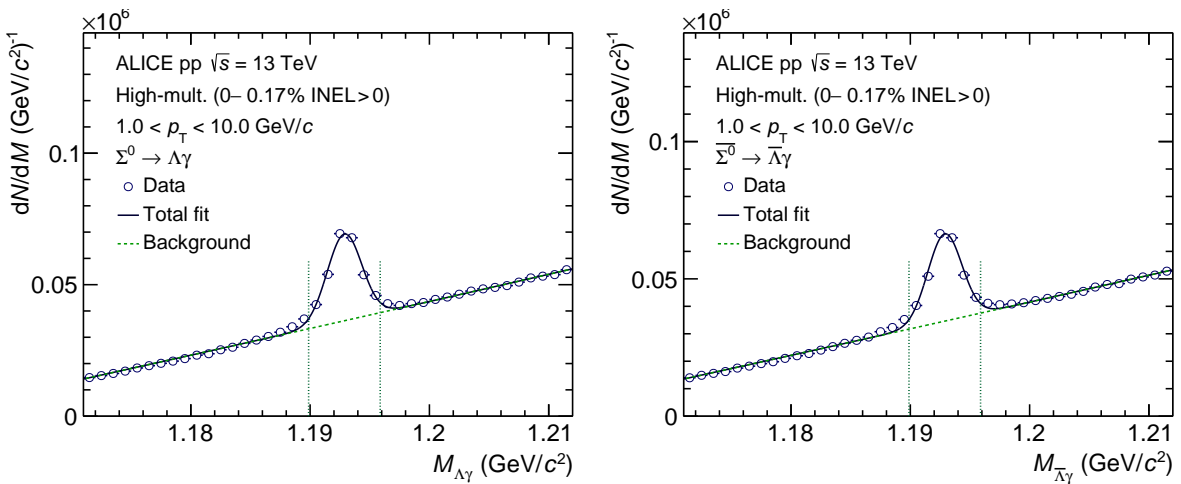 ×10⁶
dN/dM (GeV/c²)⁻¹
ALICE pp √s = 13 TeV
High-mult. (0– 0.17% INEL>0)
1.0 < p_T < 10.0 GeV/c
Σ⁰ → Λγ
Data
Total fit
Background
0.1
0.05
0
1.18
1.19
1.2
1.21
M_Λγ (GeV/c²)
×10⁶
dN/dM (GeV/c²)⁻¹
ALICE pp √s = 13 TeV
High-mult. (0– 0.17% INEL>0)
1.0 < p_T < 10.0 GeV/c
Σ̅⁰ → Λ̅γ
Data
Total fit
Background
0.1
0.05
0
1.18
1.19
1.2
1.21
M_Λ̅γ (GeV/c²)